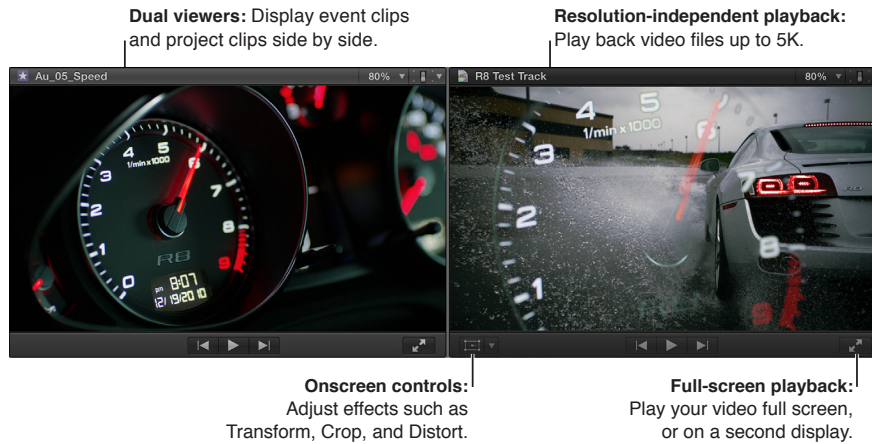 Dual viewers: Display event clips
and project clips side by side.
Resolution-independent playback:
Play back video files up to 5K.
Au_05_Speed
80%
R8 Test Track
80%
0
1
2
3
4
5
6
7
8
9
1/min x 1000
R8
pm 8:07
12/19/2010
1
2
3
4
5
6
7
8
9
1/min x 1000
Onscreen controls:
Adjust effects such as
Transform, Crop, and Distort.
Full-screen playback:
Play your video full screen,
or on a second display.